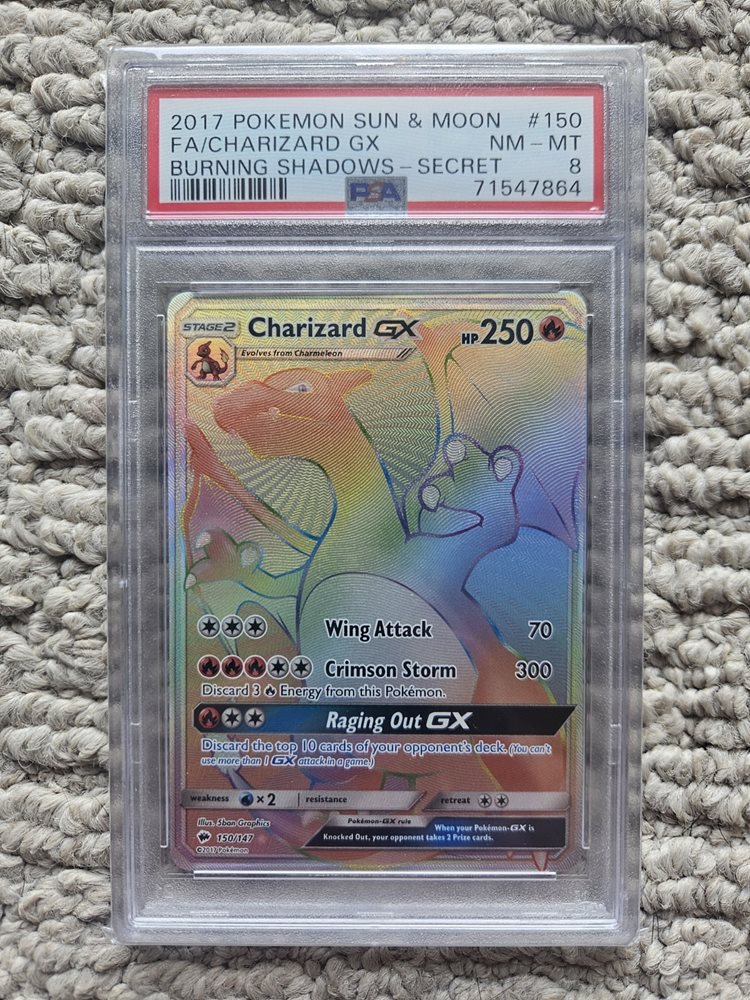 2017 POKEMON SUN & MOON #150
FA/CHARIZARD GX NM - MT
BURNING SHADOWS - SECRET 8
PSA 71547864
STAGE 2 Charizard GX HP 250
Evolves from Charmeleon
Wing Attack 70
Crimson Storm 300
Discard 3 Energy from this Pokémon.
Raging Out GX
Discard the top 10 cards of your opponent's deck. (You can't
use more than 1 GX attack in a game.)
weakness ×2 resistance retreat
Illus. 5ban Graphics
Pokémon-GX rule
When your Pokémon-GX is
Knocked Out, your opponent takes 2 Prize cards.
150/147
©2017 Pokémon